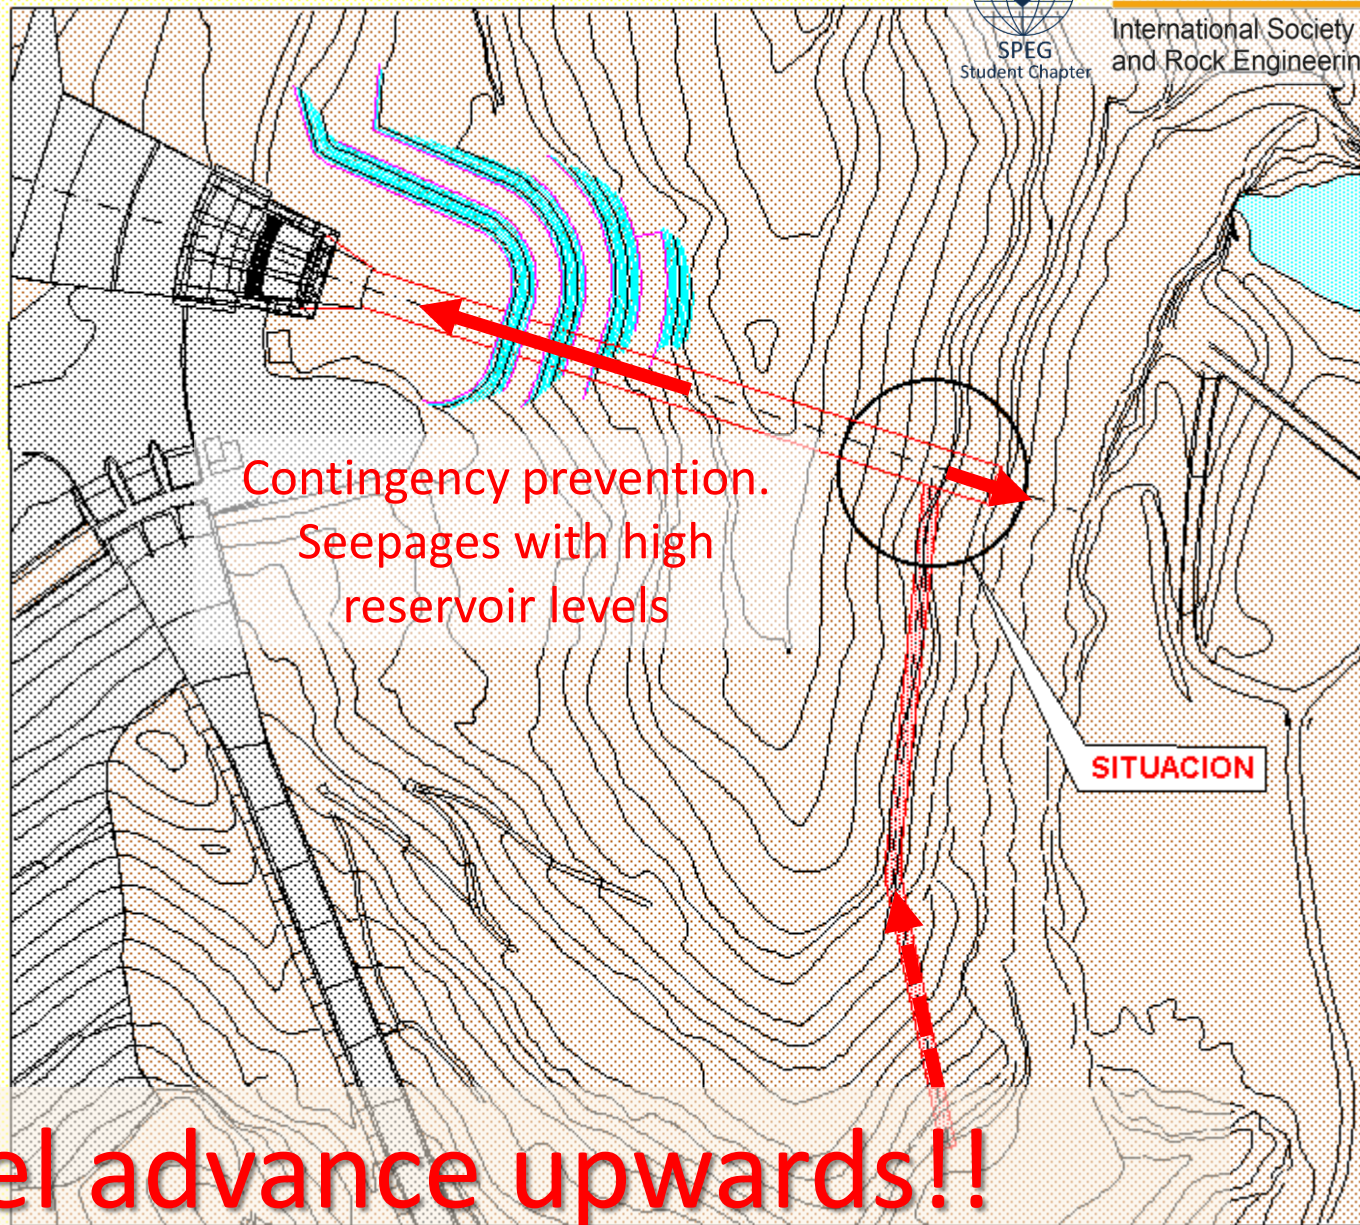 SPEG
Student Chapter
International Society
and Rock Engineerin
Contingency prevention.
Seepages with high
reservoir levels
SITUACION
el advance upwards!!